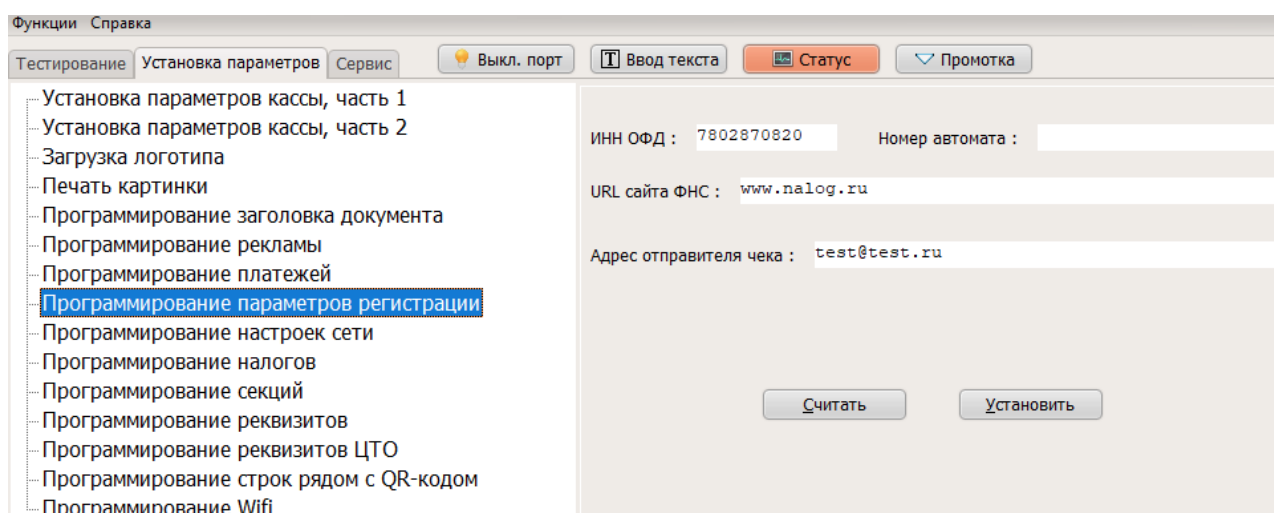 Функции Справка
Тестирование Установка параметров Сервис Выкл. порт T Ввод текста Статус Промотка
Установка параметров кассы, часть 1
Установка параметров кассы, часть 2
Загрузка логотипа
Печать картинки
Программирование заголовка документа
Программирование рекламы
Программирование платежей
Программирование параметров регистрации
Программирование настроек сети
Программирование налогов
Программирование секций
Программирование реквизитов
Программирование реквизитов ЦТО
Программирование строк рядом с QR-кодом
Программирование Wifi
ИНН ОФД : 7802870820 Номер автомата :
URL сайта ФНС : www.nalog.ru
Адрес отправителя чека : test@test.ru
Считать Установить